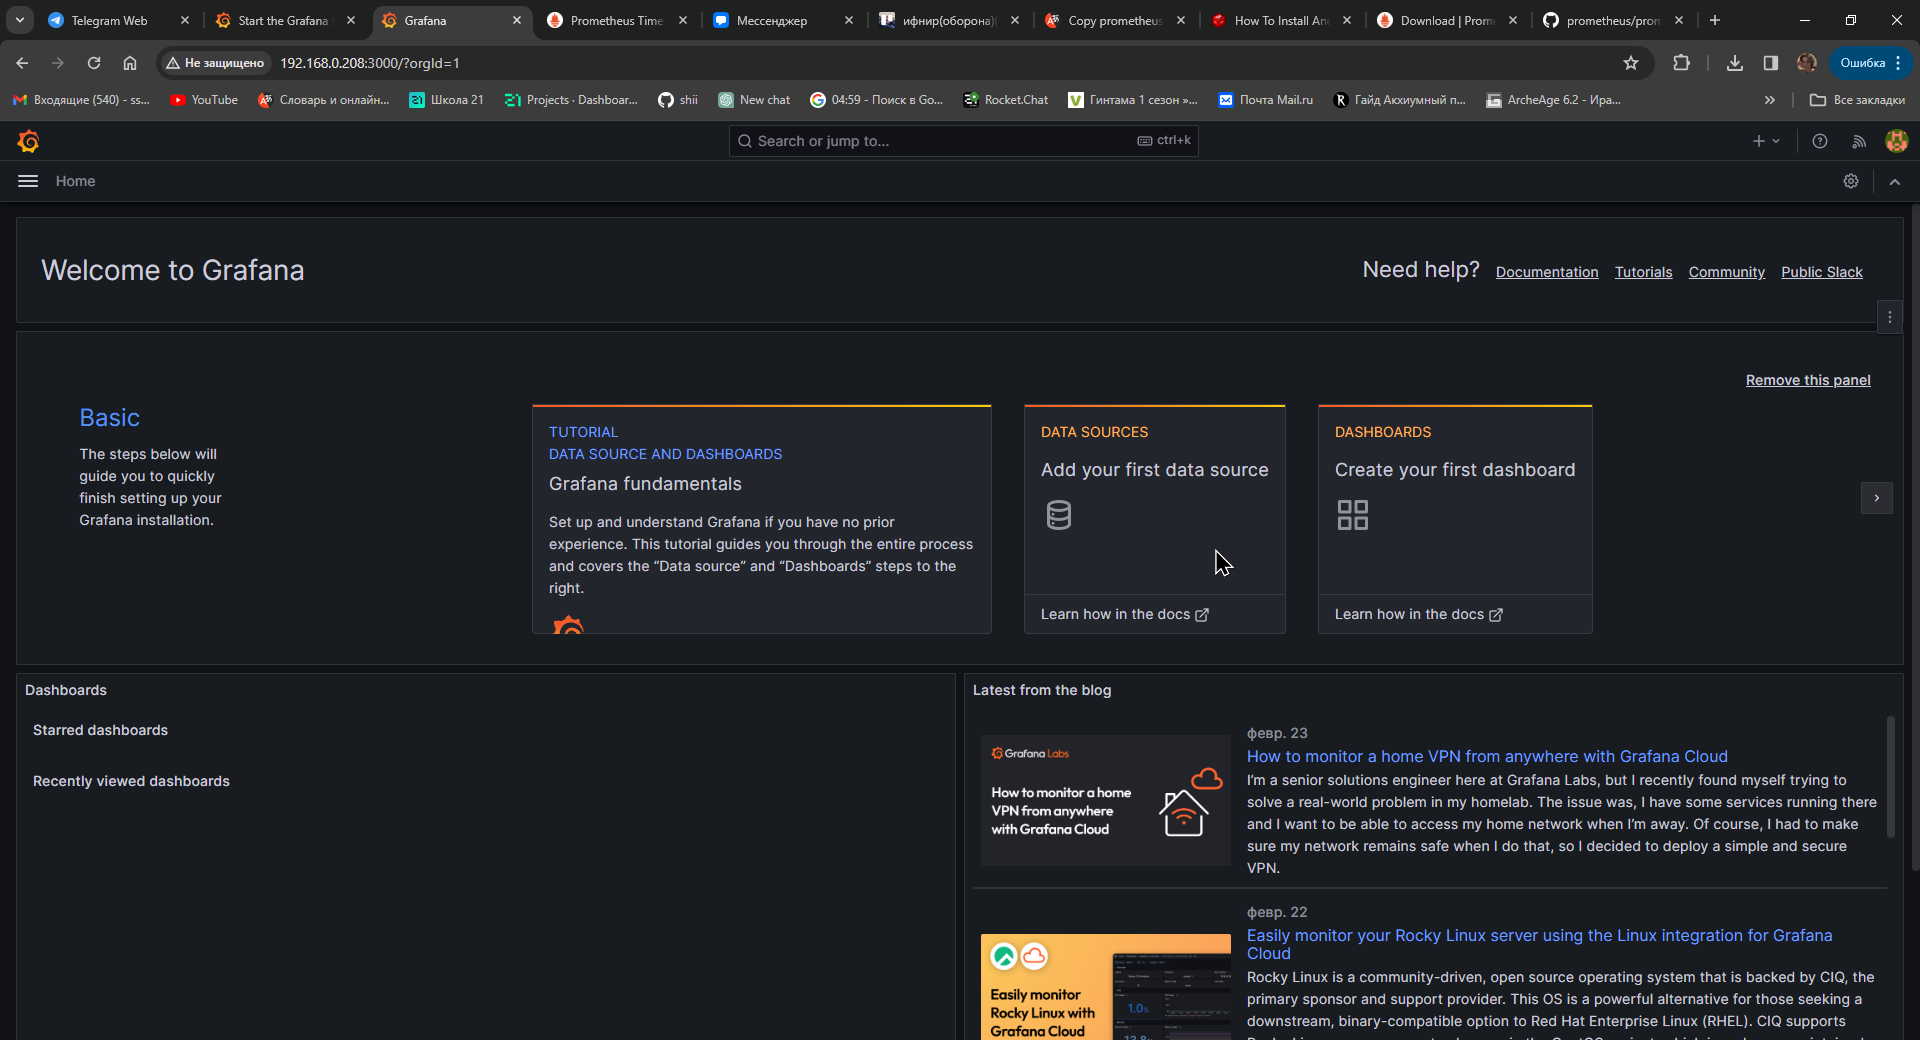 Telegram Web
Start the Grafana
Grafana
Prometheus Time
Мессенджер
ифнир(оборона)(
Copy prometheus
How To Install An
Download | Prom
prometheus/prom
Не защищено
192.168.0.208:3000/?orgId=1
Ошибка
Входящие (540) - ss...
YouTube
Словарь и онлайн...
Школа 21
Projects · Dashboar...
shii
New chat
04:59 - Поиск в Go...
Rocket.Chat
Гинтама 1 сезон »...
Почта Mail.ru
Гайд Акхиумный п...
ArcheAge 6.2 - Ира...
Все закладки
Search or jump to...
ctrl+k
Home
Welcome to Grafana
Need help?
Documentation
Tutorials
Community
Public Slack
Remove this panel
Basic
The steps below will
guide you to quickly
finish setting up your
Grafana installation.
TUTORIAL
DATA SOURCE AND DASHBOARDS
Grafana fundamentals
Set up and understand Grafana if you have no prior
experience. This tutorial guides you through the entire process
and covers the “Data source” and “Dashboards” steps to the
right.
DATA SOURCES
Add your first data source
Learn how in the docs
DASHBOARDS
Create your first dashboard
Learn how in the docs
Dashboards
Starred dashboards
Recently viewed dashboards
Latest from the blog
Grafana Labs
How to monitor a home
VPN from anywhere
with Grafana Cloud
февр. 23
How to monitor a home VPN from anywhere with Grafana Cloud
I’m a senior solutions engineer here at Grafana Labs, but I recently found myself trying to
solve a real-world problem in my homelab. The issue was, I have some services running there
and I want to be able to access my home network when I’m away. Of course, I had to make
sure my network remains safe when I do that, so I decided to deploy a simple and secure
VPN.
Easily monitor
Rocky Linux with
Grafana Cloud
1.0%
февр. 22
Easily monitor your Rocky Linux server using the Linux integration for Grafana
Cloud
Rocky Linux is a community-driven, open source operating system that is backed by CIQ, the
primary sponsor and support provider. This OS is a powerful alternative for those seeking a
downstream, binary-compatible option to Red Hat Enterprise Linux (RHEL). CIQ supports